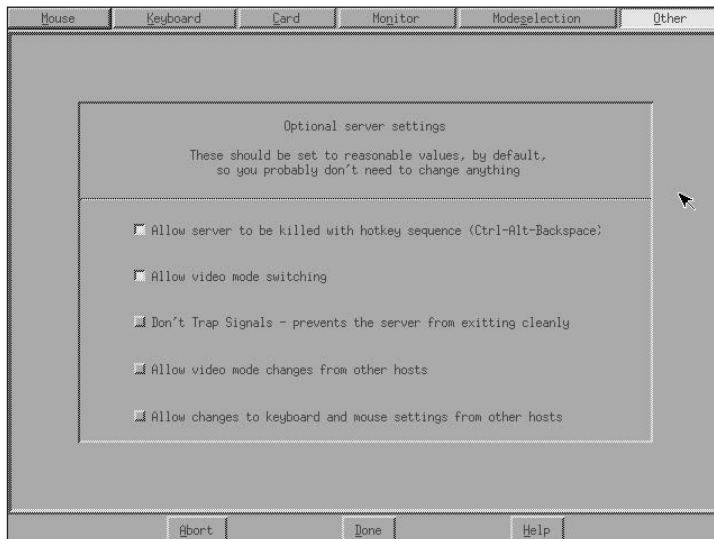 Mouse
Keyboard
Card
Monitor
Modeselection
Other
Optional server settings
These should be set to reasonable values, by default,
so you probably don't need to change anything
Allow server to be killed with hotkey sequence (Ctrl-Alt-Backspace)
Allow video mode switching
Don't Trap Signals - prevents the server from exitting cleanly
Allow video mode changes from other hosts
Allow changes to keyboard and mouse settings from other hosts
Abort
Done
Help